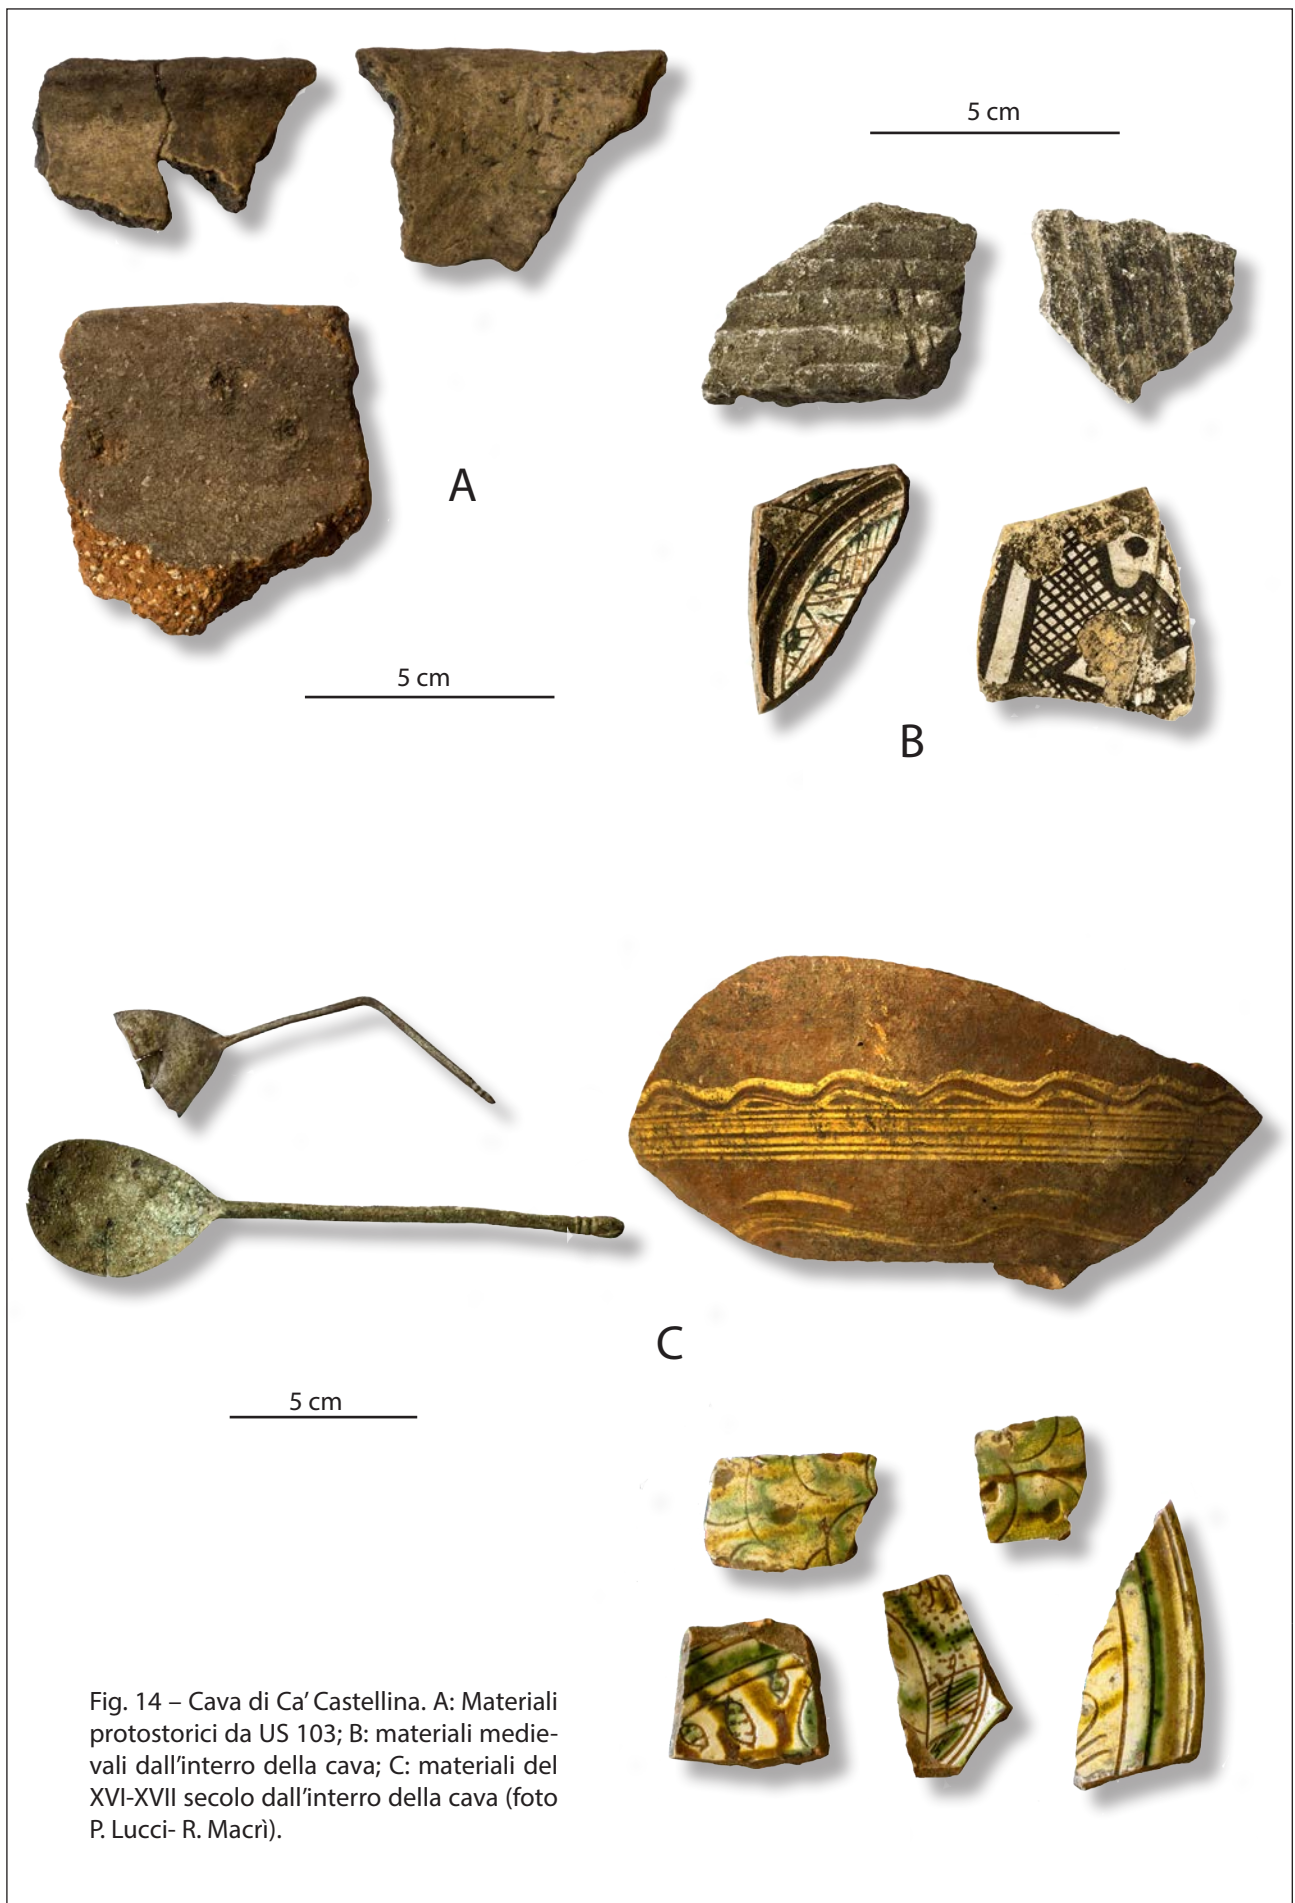 5 cm
A
5 cm
B
C
5 cm
Fig. 14 – Cava di Ca’ Castellina. A: Materiali
protostorici da US 103; B: materiali medie-
vali dall’interro della cava; C: materiali del
XVI-XVII secolo dall’interro della cava (foto
P. Lucci- R. Macrì).